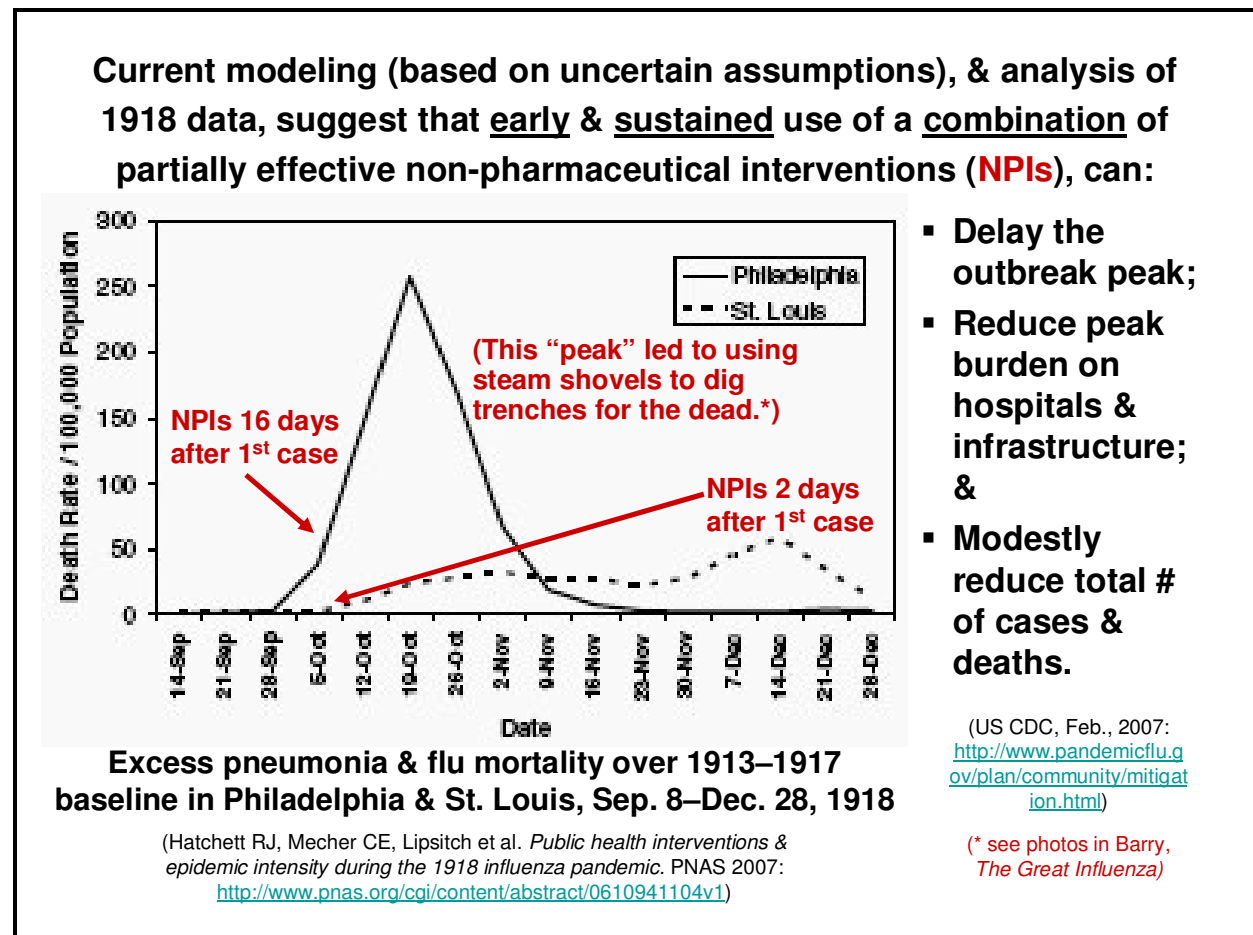 Current modeling (based on uncertain assumptions), & analysis of
1918 data, suggest that early & sustained use of a combination of
partially effective non-pharmaceutical interventions (NPIs), can:
Death Rate / 100,000 Population
300
250
200
150
100
50
0
Philadelphia
St. Louis
(This “peak” led to using
steam shovels to dig
trenches for the dead.*)
NPIs 16 days
after 1st case
NPIs 2 days
after 1st case
14-Sep
21-Sep
28-Sep
5-Oct
12-Oct
19-Oct
26-Oct
2-Nov
9-Nov
16-Nov
23-Nov
30-Nov
7-Dec
14-Dec
21-Dec
28-Dec
Date
Excess pneumonia & flu mortality over 1913–1917
baseline in Philadelphia & St. Louis, Sep. 8–Dec. 28, 1918
(Hatchett RJ, Mecher CE, Lipsitch et al. Public health interventions &
epidemic intensity during the 1918 influenza pandemic. PNAS 2007:
http://www.pnas.org/cgi/content/abstract/0610941104v1)
▪ Delay the
outbreak peak;
▪ Reduce peak
burden on
hospitals &
infrastructure;
&
▪ Modestly
reduce total #
of cases &
deaths.
(US CDC, Feb., 2007:
http://www.pandemicflu.g
ov/plan/community/mitigat
ion.html)
(* see photos in Barry,
The Great Influenza)